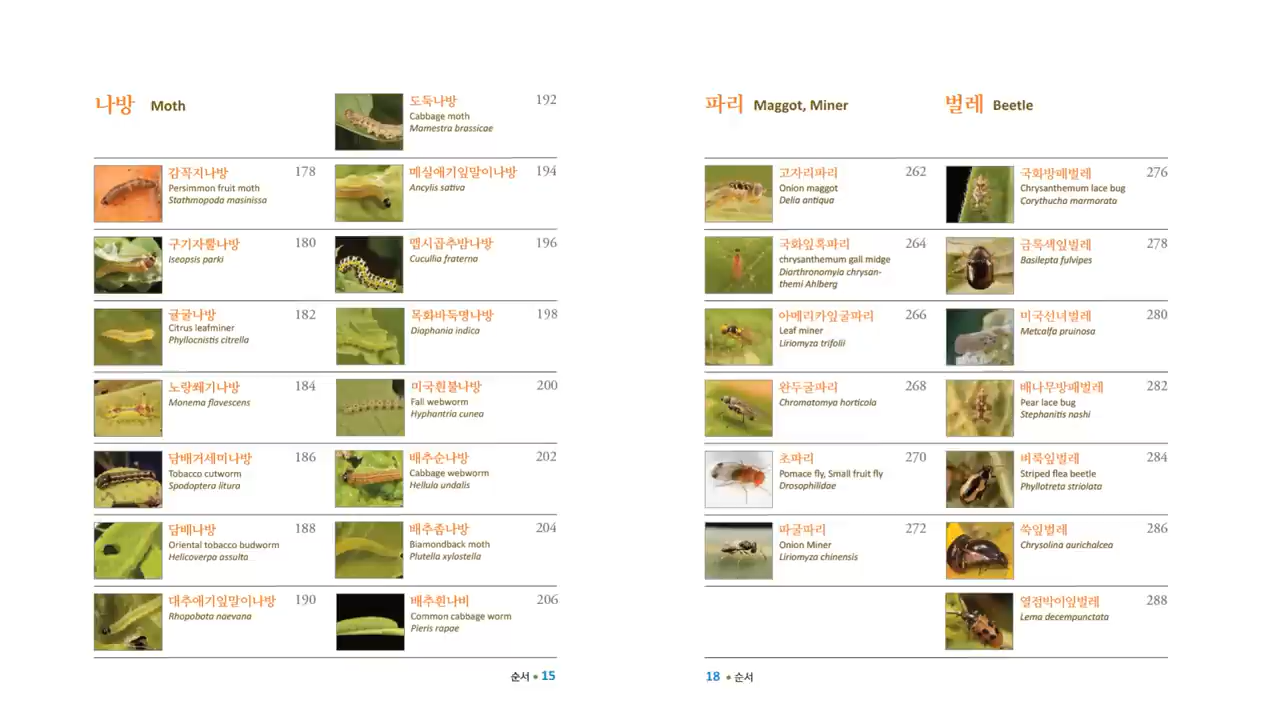 나방 Moth
감꼭지나방 178
Persimmon fruit moth
Stathmopoda masinissa
구기자뿔나방 180
Iseopsis parki
귤굴나방 182
Citrus leafminer
Phyllocnistis citrella
노랑쐐기나방 184
Monema flavescens
담배거세미나방 186
Tobacco cutworm
Spodoptera litura
담배나방 188
Oriental tobacco budworm
Helicoverpa assulta
대추애기잎말이나방 190
Rhopobota naevana
도둑나방 192
Cabbage moth
Mamestra brassicae
매실애기잎말이나방 194
Ancylis sativa
맵시곱추밤나방 196
Cucullia fraterna
목화바둑명나방 198
Diaphania indica
미국흰불나방 200
Fall webworm
Hyphantria cunea
배추순나방 202
Cabbage webworm
Hellula undalis
배추좀나방 204
Biamondback moth
Plutella xylostella
배추흰나비 206
Common cabbage worm
Pieris rapae
순서 • 15
파리 Maggot, Miner
고자리파리 262
Onion maggot
Delia antiqua
국화잎혹파리 264
chrysanthemum gall midge
Diarthronomyia chrysan-
themi Ahlberg
아메리카잎굴파리 266
Leaf miner
Liriomyza trifolii
완두굴파리 268
Chromatomya horticola
초파리 270
Pomace fly, Small fruit fly
Drosophilidae
파굴파리 272
Onion Miner
Liriomyza chinensis
벌레 Beetle
국화방패벌레 276
Chrysanthemum lace bug
Corythucha marmorata
금록색잎벌레 278
Basilepta fulvipes
미국선녀벌레 280
Metcalfa pruinosa
배나무방패벌레 282
Pear lace bug
Stephanitis nashi
벼룩잎벌레 284
Striped flea beetle
Phyllotreta striolata
쑥잎벌레 286
Chrysolina aurichalcea
열점박이잎벌레 288
Lema decempunctata
18 • 순서